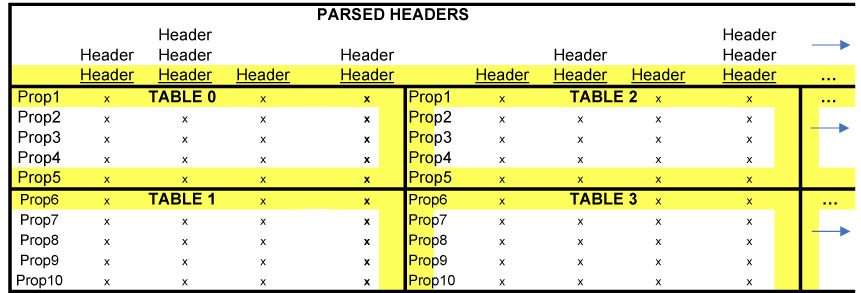 PARSED HEADERS
Header Header
Header Header Header Header Header
Header Header Header Header Header Header Header Header ...
Prop1 x TABLE 0 x x Prop1 x TABLE 2 x x ...
Prop2 x x x x Prop2 x x x x
Prop3 x x x x Prop3 x x x x
Prop4 x x x x Prop4 x x x x
Prop5 x x x x Prop5 x x x x
Prop6 x TABLE 1 x x Prop6 x TABLE 3 x x ...
Prop7 x x x x Prop7 x x x x
Prop8 x x x x Prop8 x x x x
Prop9 x x x x Prop9 x x x x
Prop10 x x x x Prop10 x x x x